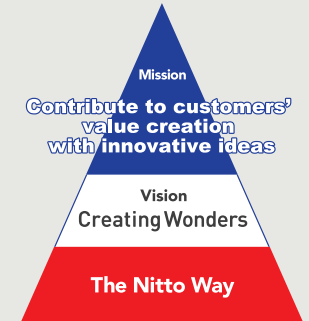 Mission
Contribute to customers’
value creation
with innovative ideas
Vision
Creating Wonders
The Nitto Way